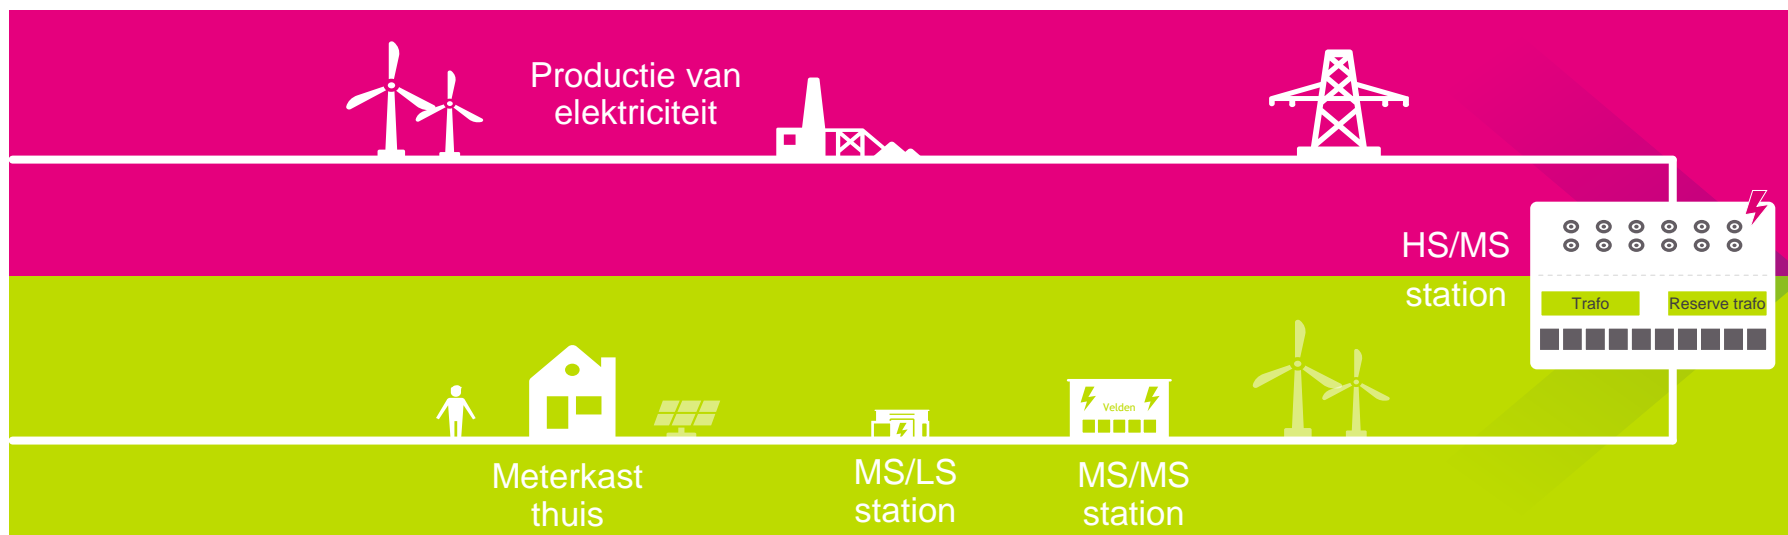 Productie van
elektriciteit
HS/MS
station
Trafo
Reserve trafo
Velden
Meterkast
thuis
MS/LS
station
MS/MS
station